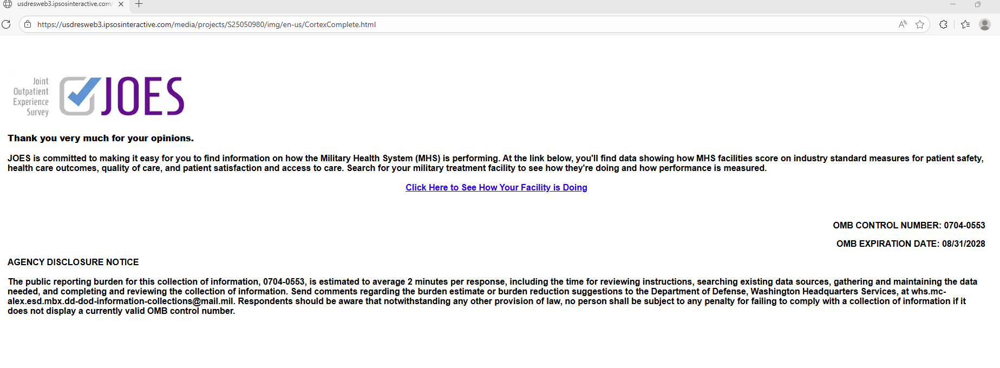 usdresweb3.ipsosinteractive.com/
https://usdresweb3.ipsosinteractive.com/media/projects/S25050980/img/en-us/CortexComplete.html
Joint
Outpatient
Experience
Survey
JOES
Thank you very much for your opinions.
JOES is committed to making it easy for you to find information on how the Military Health System (MHS) is performing. At the link below, you'll find data showing how MHS facilities score on industry standard measures for patient safety,
health care outcomes, quality of care, and patient satisfaction and access to care. Search for your military treatment facility to see how they're doing and how performance is measured.
Click Here to See How Your Facility is Doing
OMB CONTROL NUMBER: 0704-0553
OMB EXPIRATION DATE: 08/31/2028
AGENCY DISCLOSURE NOTICE
The public reporting burden for this collection of information, 0704-0553, is estimated to average 2 minutes per response, including the time for reviewing instructions, searching existing data sources, gathering and maintaining the data
needed, and completing and reviewing the collection of information. Send comments regarding the burden estimate or burden reduction suggestions to the Department of Defense, Washington Headquarters Services, at whs.mc-
alex.esd.mbx.dd-dod-information-collections@mail.mil. Respondents should be aware that notwithstanding any other provision of law, no person shall be subject to any penalty for failing to comply with a collection of information if it
does not display a currently valid OMB control number.